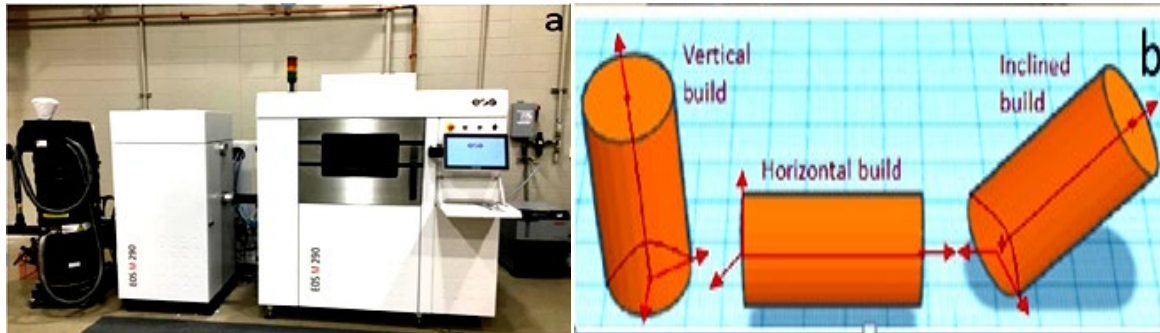 a
eos
EOS M 290
EOS M 290
b
Vertical
build
Horizontal build
Inclined
build